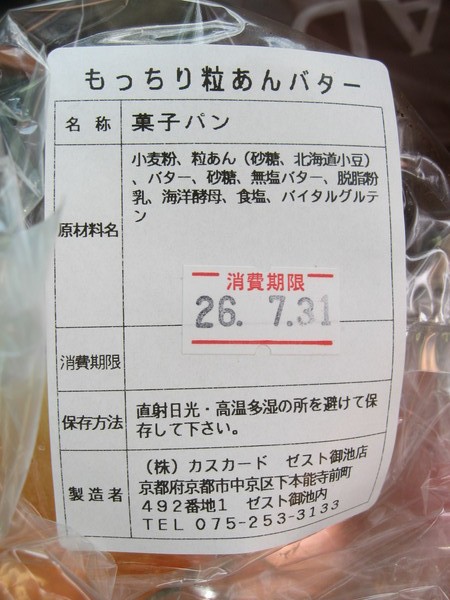 もっちり粒あんバター
名 称 菓子パン
原材料名 小麦粉、粒あん（砂糖、北海道小豆）
、バター、砂糖、無塩バター、脱脂粉
乳、海洋酵母、食塩、バイタルグルテ
ン
消費期限
26. 7.31
消費期限
保存方法 直射日光・高温多湿の所を避けて保
存して下さい。
製造者 （株）カスカード ゼスト御池店
京都府京都市中京区下本能寺前町
492番地1 ゼスト御池内
TEL 075-253-3133